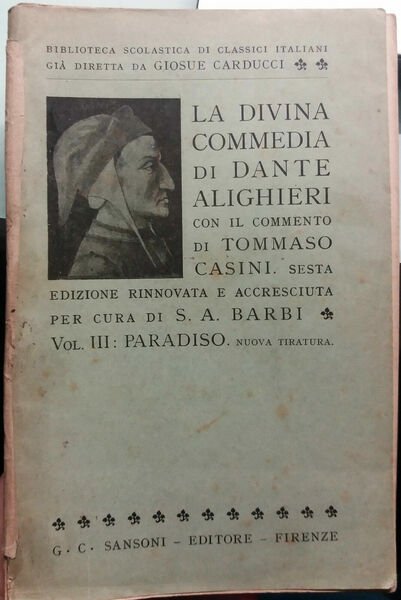 BIBLIOTECA SCOLASTICA DI CLASSICI ITALIANI
GIÀ DIRETTA DA GIOSUE CARDUCCI
LA DIVINA
COMMEDIA
DI DANTE
ALIGHIERI
CON IL COMMENTO
DI TOMMASO
CASINI. SESTA
EDIZIONE RINNOVATA E ACCRESCIUTA
PER CURA DI S. A. BARBI
VOL. III: PARADISO. NUOVA TIRATURA.
G. C. SANSONI - EDITORE - FIRENZE